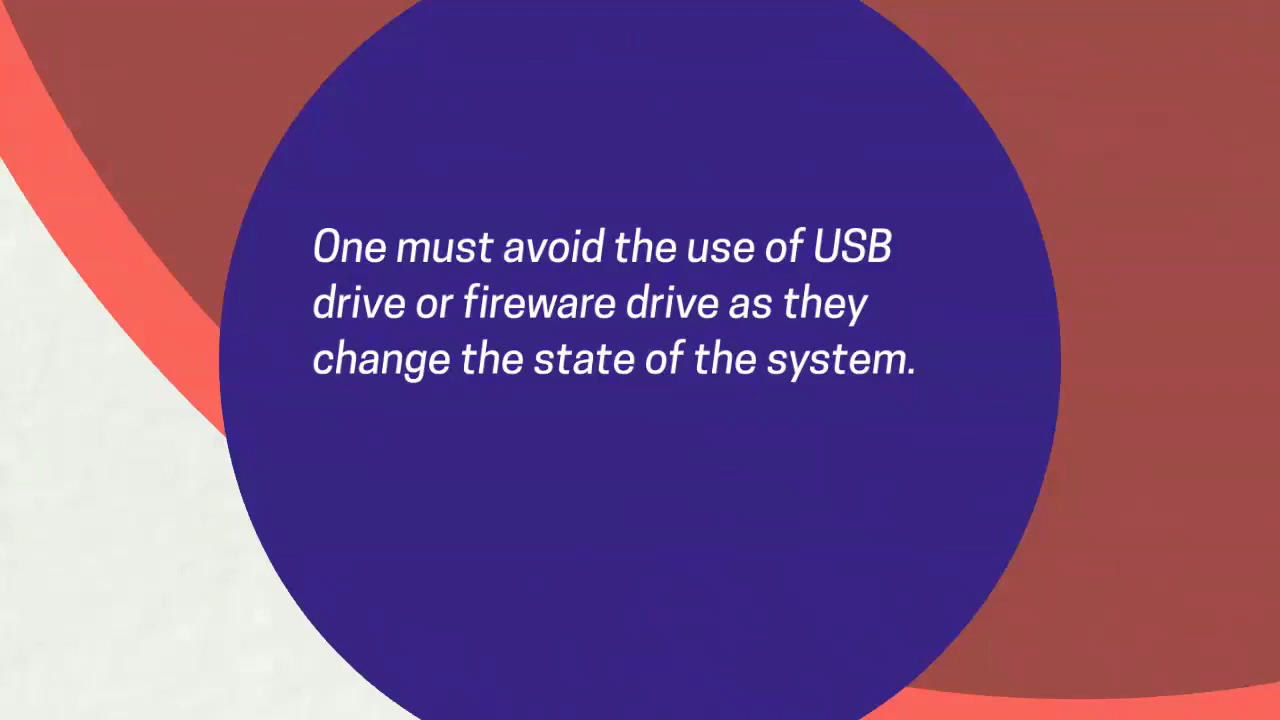 One must avoid the use of USB
drive or fireware drive as they
change the state of the system.